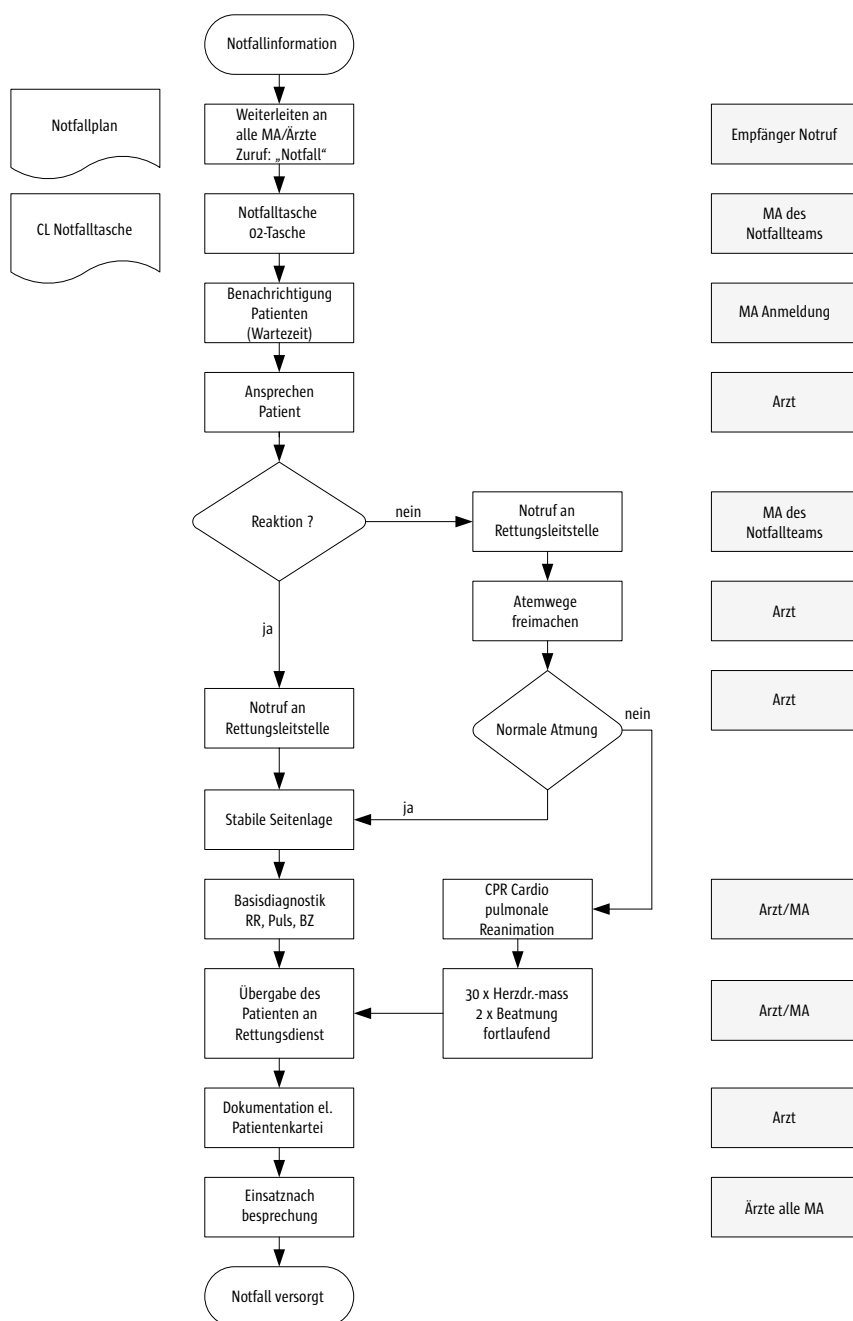 Notfallinformation
Notfallplan
Weiterleiten an
alle MA/Ärzte
Zuruf: „Notfall“
Empfänger Notruf
CL Notfalltasche
Notfalltasche
02-Tasche
MA des
Notfallteams
Benachrichtigung
Patienten
(Wartezeit)
MA Anmeldung
Ansprechen
Patient
Arzt
Reaktion ?
nein
Notruf an
Rettungsleitstelle
MA des
Notfallteams
ja
Atemwege
freimachen
Arzt
Notruf an
Rettungsleitstelle
Normale Atmung
nein
Arzt
Stabile Seitenlage
ja
Basisdiagnostik
RR, Puls, BZ
CPR Cardio
pulmonale
Reanimation
Arzt/MA
Übergabe des
Patienten an
Rettungsdienst
30 x Herzdr.-mass
2 x Beatmung
fortlaufend
Arzt/MA
Dokumentation el.
Patientenkartei
Arzt
Einsatznach
besprechung
Ärzte alle MA
Notfall versorgt